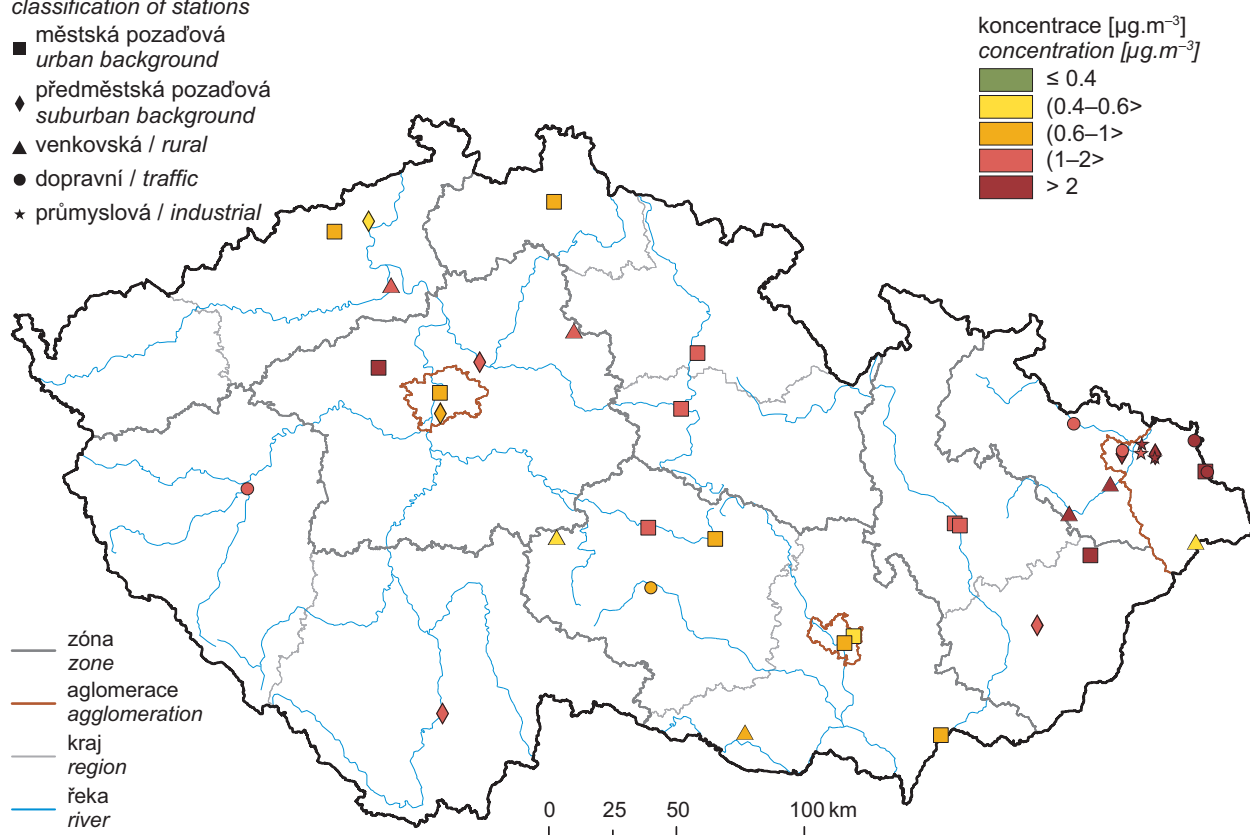 classification of stations
městská pozaďová
urban background
předměstská pozaďová
suburban background
venkovská / rural
dopravní / traffic
průmyslová / industrial
koncentrace [µg.m⁻³]
concentration [µg.m⁻³]
≤ 0.4
(0.4–0.6>
(0.6–1>
(1–2>
> 2
zóna
zone
aglomerace
agglomeration
kraj
region
řeka
river
0 25 50 100 km